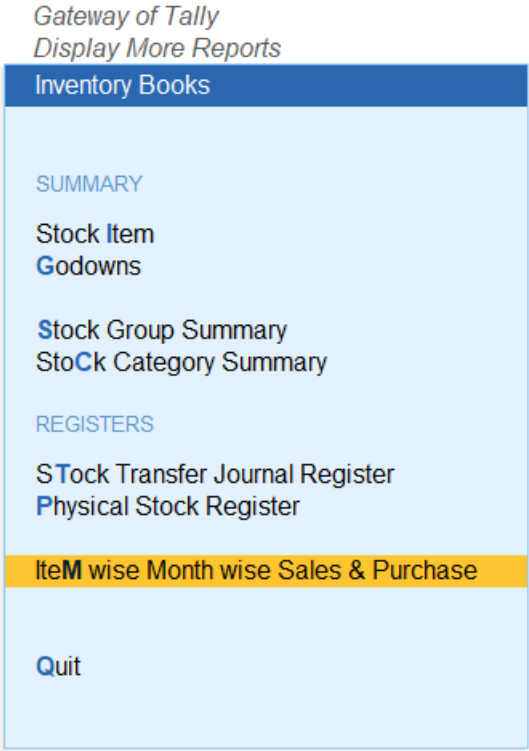 Gateway of Tally
Display More Reports
Inventory Books
SUMMARY
Stock Item
Godowns
Stock Group Summary
StoCk Category Summary
REGISTERS
STock Transfer Journal Register
Physical Stock Register
IteM wise Month wise Sales & Purchase
Quit